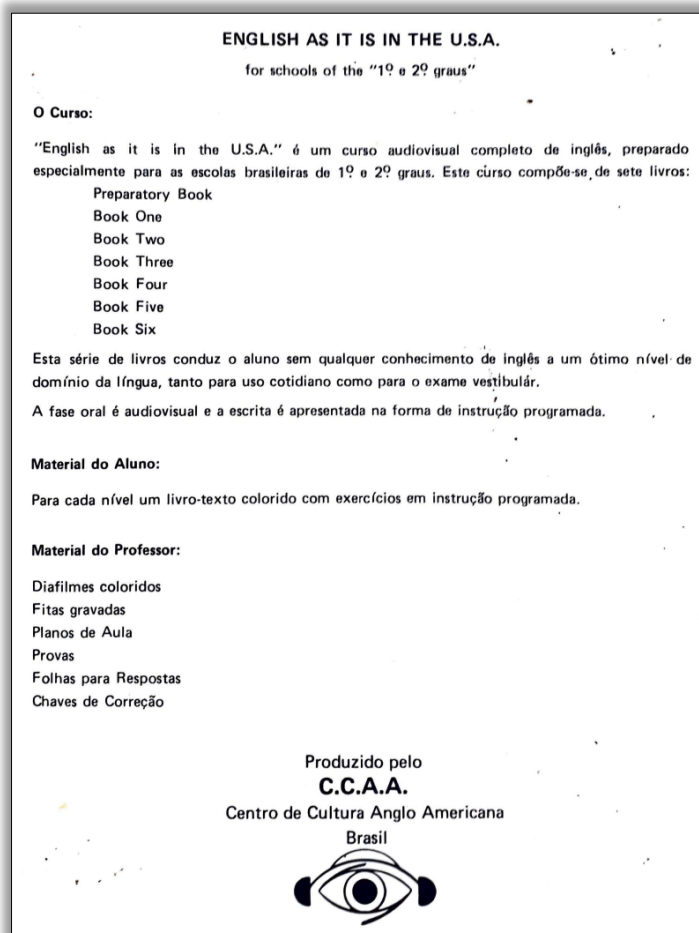 ENGLISH AS IT IS IN THE U.S.A.
for schools of the "1º e 2º graus"
O Curso:
"English as it is in the U.S.A." é um curso audiovisual completo de inglês, preparado
especialmente para as escolas brasileiras de 1º e 2º graus. Este curso compõe-se de sete livros:
Preparatory Book
Book One
Book Two
Book Three
Book Four
Book Five
Book Six
Esta série de livros conduz o aluno sem qualquer conhecimento de inglês a um ótimo nível de
domínio da língua, tanto para uso cotidiano como para o exame vestibular.
A fase oral é audiovisual e a escrita é apresentada na forma de instrução programada.
Material do Aluno:
Para cada nível um livro-texto colorido com exercícios em instrução programada.
Material do Professor:
Diafilmes coloridos
Fitas gravadas
Planos de Aula
Provas
Folhas para Respostas
Chaves de Correção
Produzido pelo
C.C.A.A.
Centro de Cultura Anglo Americana
Brasil